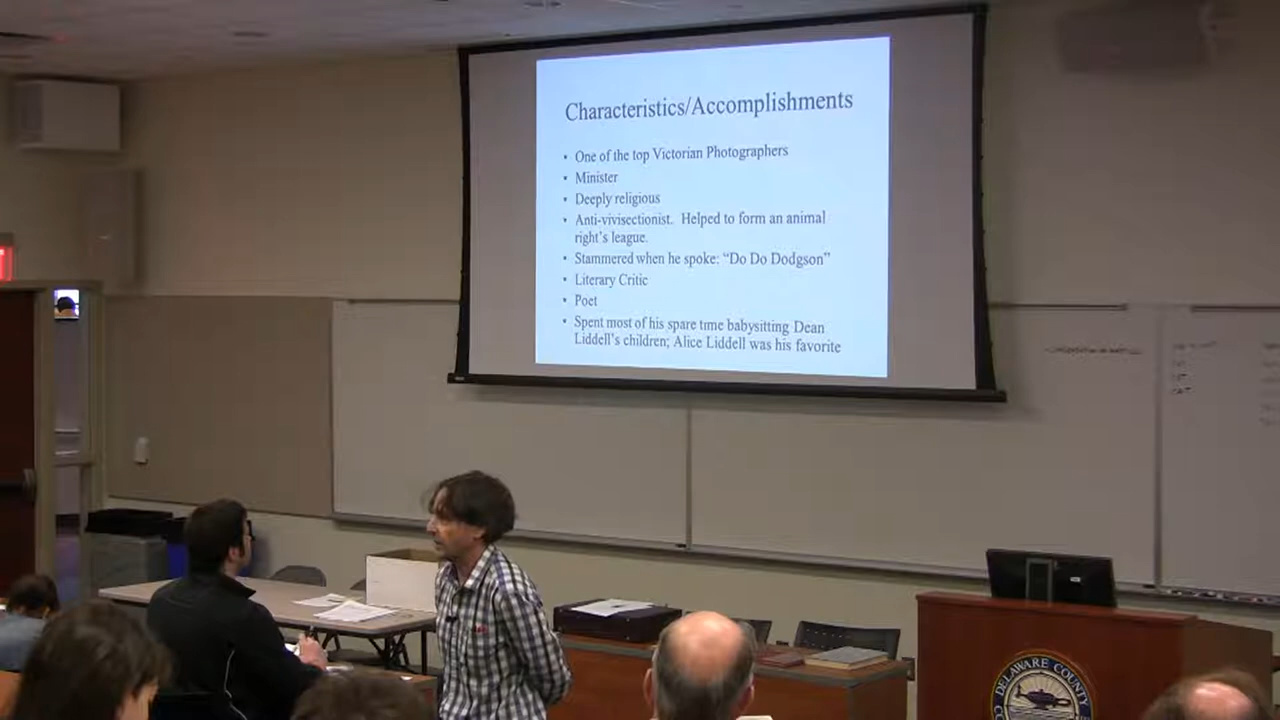 Characteristics/Accomplishments
• One of the top Victorian Photographers
• Minister
• Deeply religious
• Anti-vivisectionist. Helped to form an animal
right's league.
• Stammered when he spoke: “Do Do Dodgson”
• Literary Critic
• Poet
• Spent most of his spare time babysitting Dean
Liddell's children; Alice Liddell was his favorite
DELAWARE COUNTY